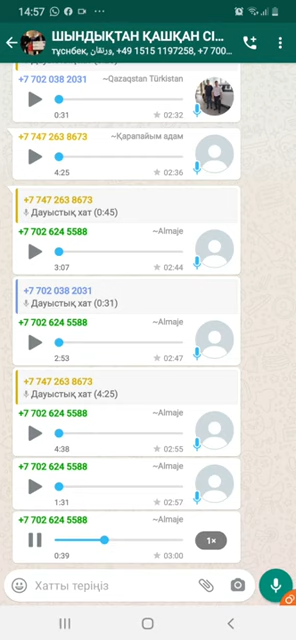 14:57
ШЫНДЫҚТАН ҚАШҚАН СІ...
тұснбек, ورنقان, +49 1515 1197258, +7 700...
+7 702 038 2031 ~Qazaqstan Türkistan
0:31 02:32
+7 747 263 8673 ~Қарапайым адам
4:25 02:36
+7 747 263 8673
Дауыстық хат (0:45)
+7 702 624 5588 ~Almaje
3:07 02:44
+7 702 038 2031
Дауыстық хат (0:31)
+7 702 624 5588 ~Almaje
2:53 02:47
+7 747 263 8673
Дауыстық хат (4:25)
+7 702 624 5588 ~Almaje
4:38 02:55
+7 702 624 5588 ~Almaje
1:31 02:57
+7 702 624 5588 ~Almaje
1×
0:39 03:00
Хатты теріңіз